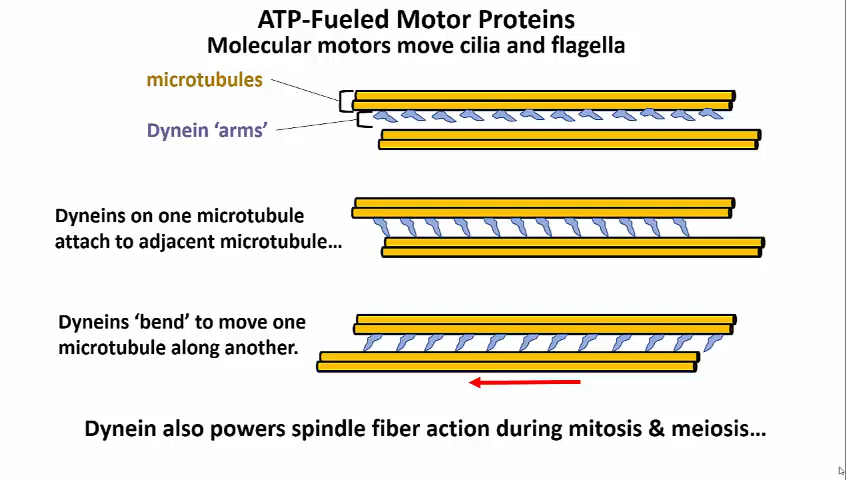 ATP-Fueled Motor Proteins
Molecular motors move cilia and flagella
microtubules
Dynein ‘arms’
Dyneins on one microtubule
attach to adjacent microtubule…
Dyneins ‘bend’ to move one
microtubule along another.
Dynein also powers spindle fiber action during mitosis & meiosis…